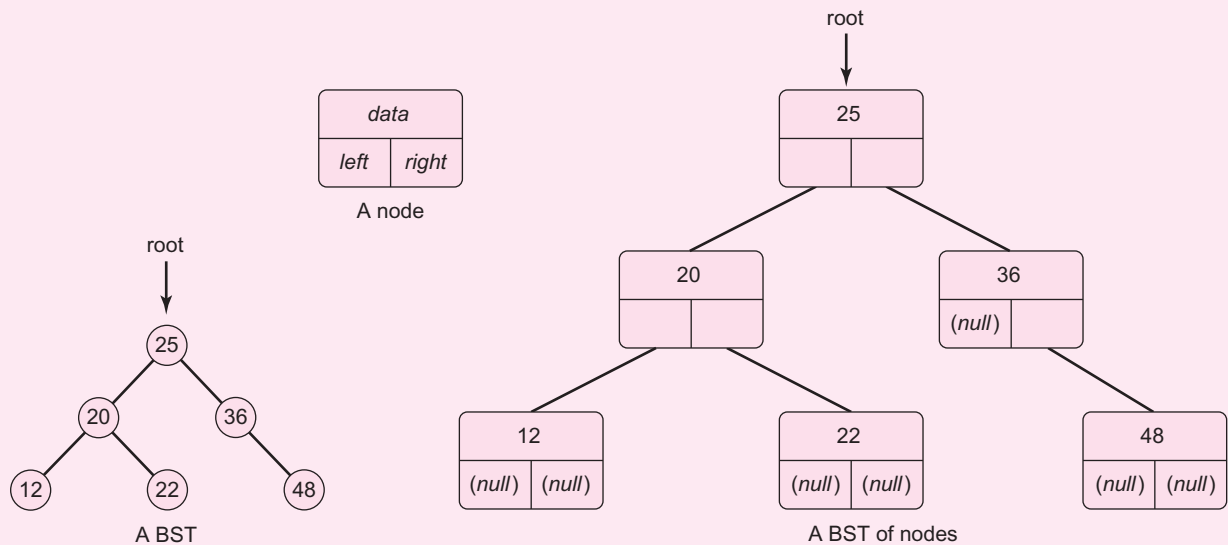 root
data
left right
A node
25
20
36
(null)
12
(null) (null)
22
(null) (null)
48
(null) (null)
A BST of nodes
root
25
20
36
12
22
48
A BST